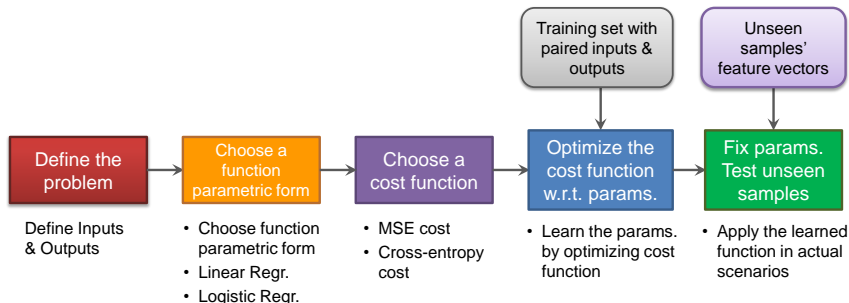 Training set with
paired inputs &
outputs
Unseen
samples'
feature vectors
Define the
problem
Choose a
function
parametric form
Choose a
cost function
Optimize the
cost function
w.r.t. params.
Fix params.
Test unseen
samples
Define Inputs
& Outputs
• Choose function
parametric form
• Linear Regr.
• Logistic Regr.
• MSE cost
• Cross-entropy
cost
• Learn the params.
by optimizing cost
function
• Apply the learned
function in actual
scenarios